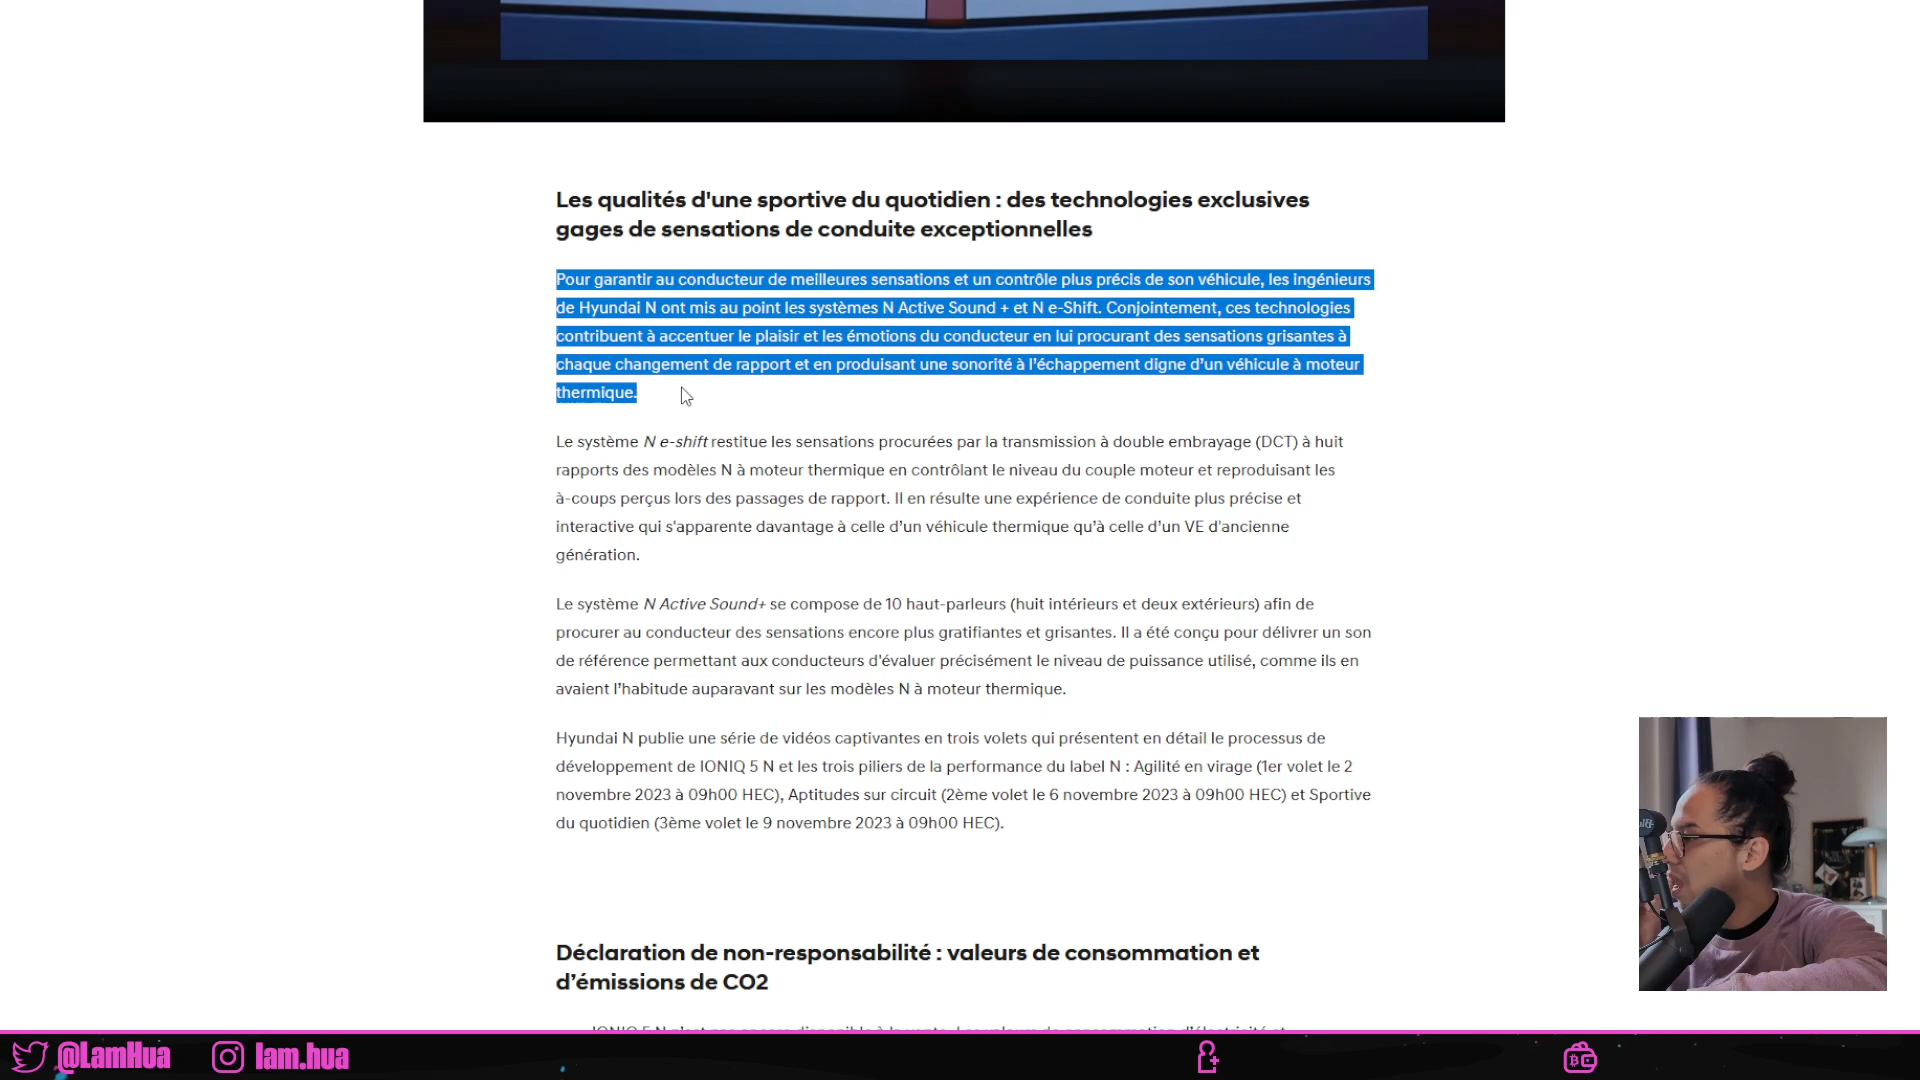 Les qualités d'une sportive du quotidien : des technologies exclusives
gages de sensations de conduite exceptionnelles
Pour garantir au conducteur de meilleures sensations et un contrôle plus précis de son véhicule, les ingénieurs
de Hyundai N ont mis au point les systèmes N Active Sound + et N e-Shift. Conjointement, ces technologies
contribuent à accentuer le plaisir et les émotions du conducteur en lui procurant des sensations grisantes à
chaque changement de rapport et en produisant une sonorité à l’échappement digne d’un véhicule à moteur
thermique.
Le système N e-shift restitue les sensations procurées par la transmission à double embrayage (DCT) à huit
rapports des modèles N à moteur thermique en contrôlant le niveau du couple moteur et reproduisant les
à-coups perçus lors des passages de rapport. Il en résulte une expérience de conduite plus précise et
interactive qui s'apparente davantage à celle d’un véhicule thermique qu’à celle d’un VE d'ancienne
génération.
Le système N Active Sound+ se compose de 10 haut-parleurs (huit intérieurs et deux extérieurs) afin de
procurer au conducteur des sensations encore plus gratifiantes et grisantes. Il a été conçu pour délivrer un son
de référence permettant aux conducteurs d'évaluer précisément le niveau de puissance utilisé, comme ils en
avaient l’habitude auparavant sur les modèles N à moteur thermique.
Hyundai N publie une série de vidéos captivantes en trois volets qui présentent en détail le processus de
développement de IONIQ 5 N et les trois piliers de la performance du label N : Agilité en virage (1er volet le 2
novembre 2023 à 09h00 HEC), Aptitudes sur circuit (2ème volet le 6 novembre 2023 à 09h00 HEC) et Sportive
du quotidien (3ème volet le 9 novembre 2023 à 09h00 HEC).
Déclaration de non-responsabilité : valeurs de consommation et
d’émissions de CO2
@LamHua
lam.hua